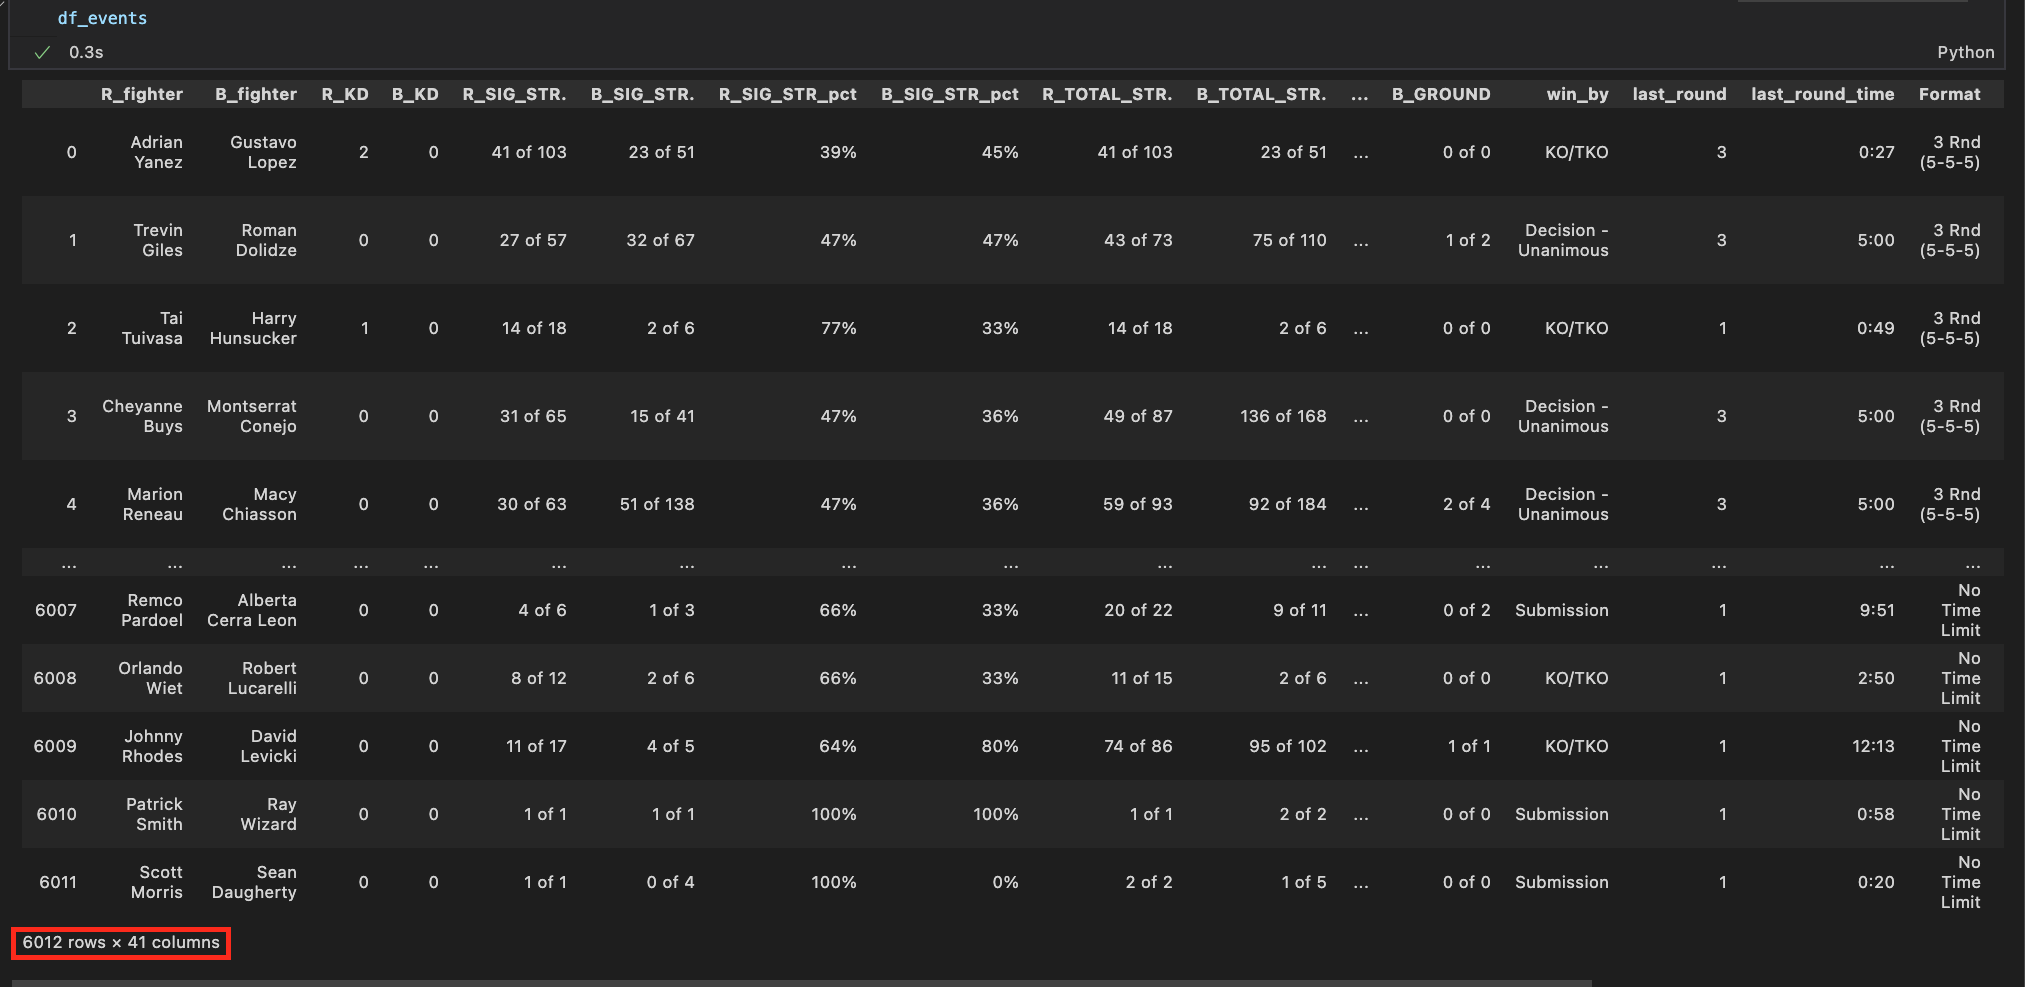 df_events
0.3s Python
R_fighter B_fighter R_KD B_KD R_SIG_STR. B_SIG_STR. R_SIG_STR_pct B_SIG_STR_pct R_TOTAL_STR. B_TOTAL_STR. ... B_GROUND win_by last_round last_round_time Format
0 Adrian Yanez Gustavo Lopez 2 0 41 of 103 23 of 51 39% 45% 41 of 103 23 of 51 ... 0 of 0 KO/TKO 3 0:27 3 Rnd (5-5-5)
1 Trevin Giles Roman Dolidze 0 0 27 of 57 32 of 67 47% 47% 43 of 73 75 of 110 ... 1 of 2 Decision - Unanimous 3 5:00 3 Rnd (5-5-5)
2 Tai Tuivasa Harry Hunsucker 1 0 14 of 18 2 of 6 77% 33% 14 of 18 2 of 6 ... 0 of 0 KO/TKO 1 0:49 3 Rnd (5-5-5)
3 Cheyanne Buys Montserrat Conejo 0 0 31 of 65 15 of 41 47% 36% 49 of 87 136 of 168 ... 0 of 0 Decision - Unanimous 3 5:00 3 Rnd (5-5-5)
4 Marion Reneau Macy Chiasson 0 0 30 of 63 51 of 138 47% 36% 59 of 93 92 of 184 ... 2 of 4 Decision - Unanimous 3 5:00 3 Rnd (5-5-5)
... ... ... ... ... ... ... ... ... ... ... ... ... ... ... ... ...
6007 Remco Pardoel Alberta Cerra Leon 0 0 4 of 6 1 of 3 66% 33% 20 of 22 9 of 11 ... 0 of 2 Submission 1 9:51 No Time Limit
6008 Orlando Wiet Robert Lucarelli 0 0 8 of 12 2 of 6 66% 33% 11 of 15 2 of 6 ... 0 of 0 KO/TKO 1 2:50 No Time Limit
6009 Johnny Rhodes David Levicki 0 0 11 of 17 4 of 5 64% 80% 74 of 86 95 of 102 ... 1 of 1 KO/TKO 1 12:13 No Time Limit
6010 Patrick Smith Ray Wizard 0 0 1 of 1 1 of 1 100% 100% 1 of 1 2 of 2 ... 0 of 0 Submission 1 0:58 No Time Limit
6011 Scott Morris Sean Daugherty 0 0 1 of 1 0 of 4 100% 0% 2 of 2 1 of 5 ... 0 of 0 Submission 1 0:20 No Time Limit
6012 rows × 41 columns